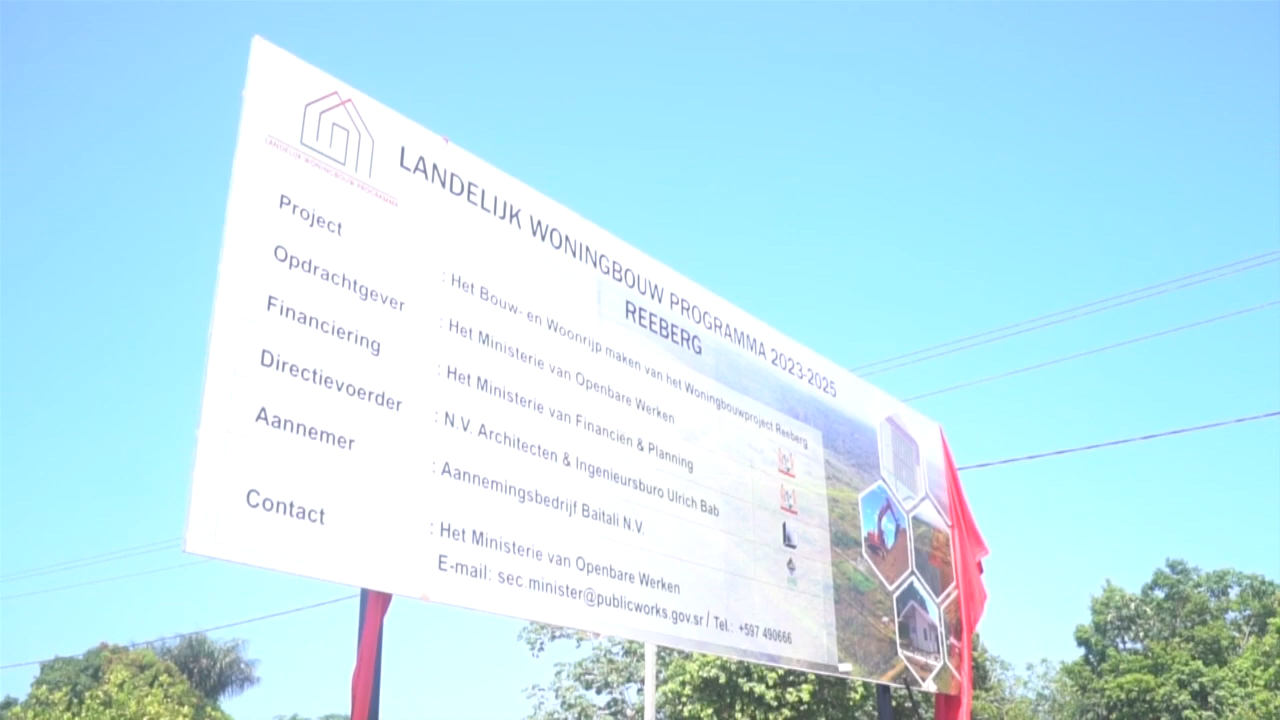 LANDELIJK WONINGBOUW PROGRAMMA
LANDELIJK WONINGBOUW PROGRAMMA 2023-2025
REEBERG
Project : Het Bouw- en Woonrijp maken van het Woningbouwproject Reeberg
Opdrachtgever : Het Ministerie van Openbare Werken
Financiering : Het Ministerie van Financiën & Planning
Directievoerder : N.V. Architecten & Ingenieursburo Ulrich Bab
Aannemer : Aannemingsbedrijf Baitali N.V.
Contact : Het Ministerie van Openbare Werken
E-mail: sec.minister@publicworks.gov.sr / Tel.: +597 490666